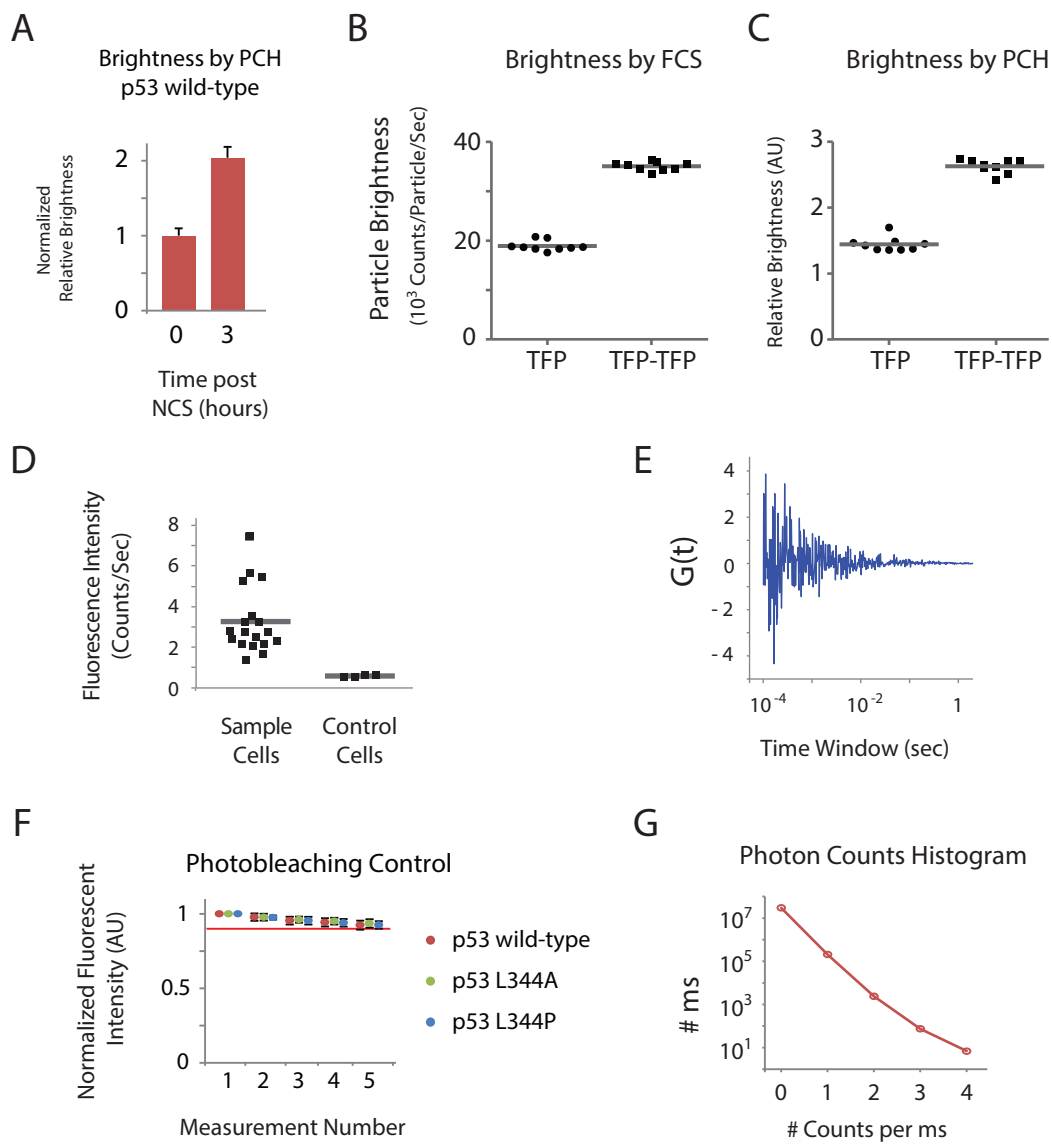 A
Brightness by PCH
p53 wild-type
Normalized
Relative Brightness
2
1
0
0 3
Time post
NCS (hours)
B
Brightness by FCS
Particle Brightness
(10³ Counts/Particle/Sec)
40
20
0
TFP TFP-TFP
C
Brightness by PCH
Relative Brightness (AU)
3
2
1
0
TFP TFP-TFP
D
Fluorescence Intensity
(Counts/Sec)
8
6
4
2
0
Sample Control
Cells Cells
E
G(t)
4
2
0
- 2
- 4
10⁻⁴ 10⁻² 1
Time Window (sec)
F
Photobleaching Control
Normalized Fluorescent
Intensity (AU)
1
0.5
0
1 2 3 4 5
Measurement Number
p53 wild-type
p53 L344A
p53 L344P
G
Photon Counts Histogram
# ms
10⁷
10⁵
10³
10¹
0 1 2 3 4
# Counts per ms